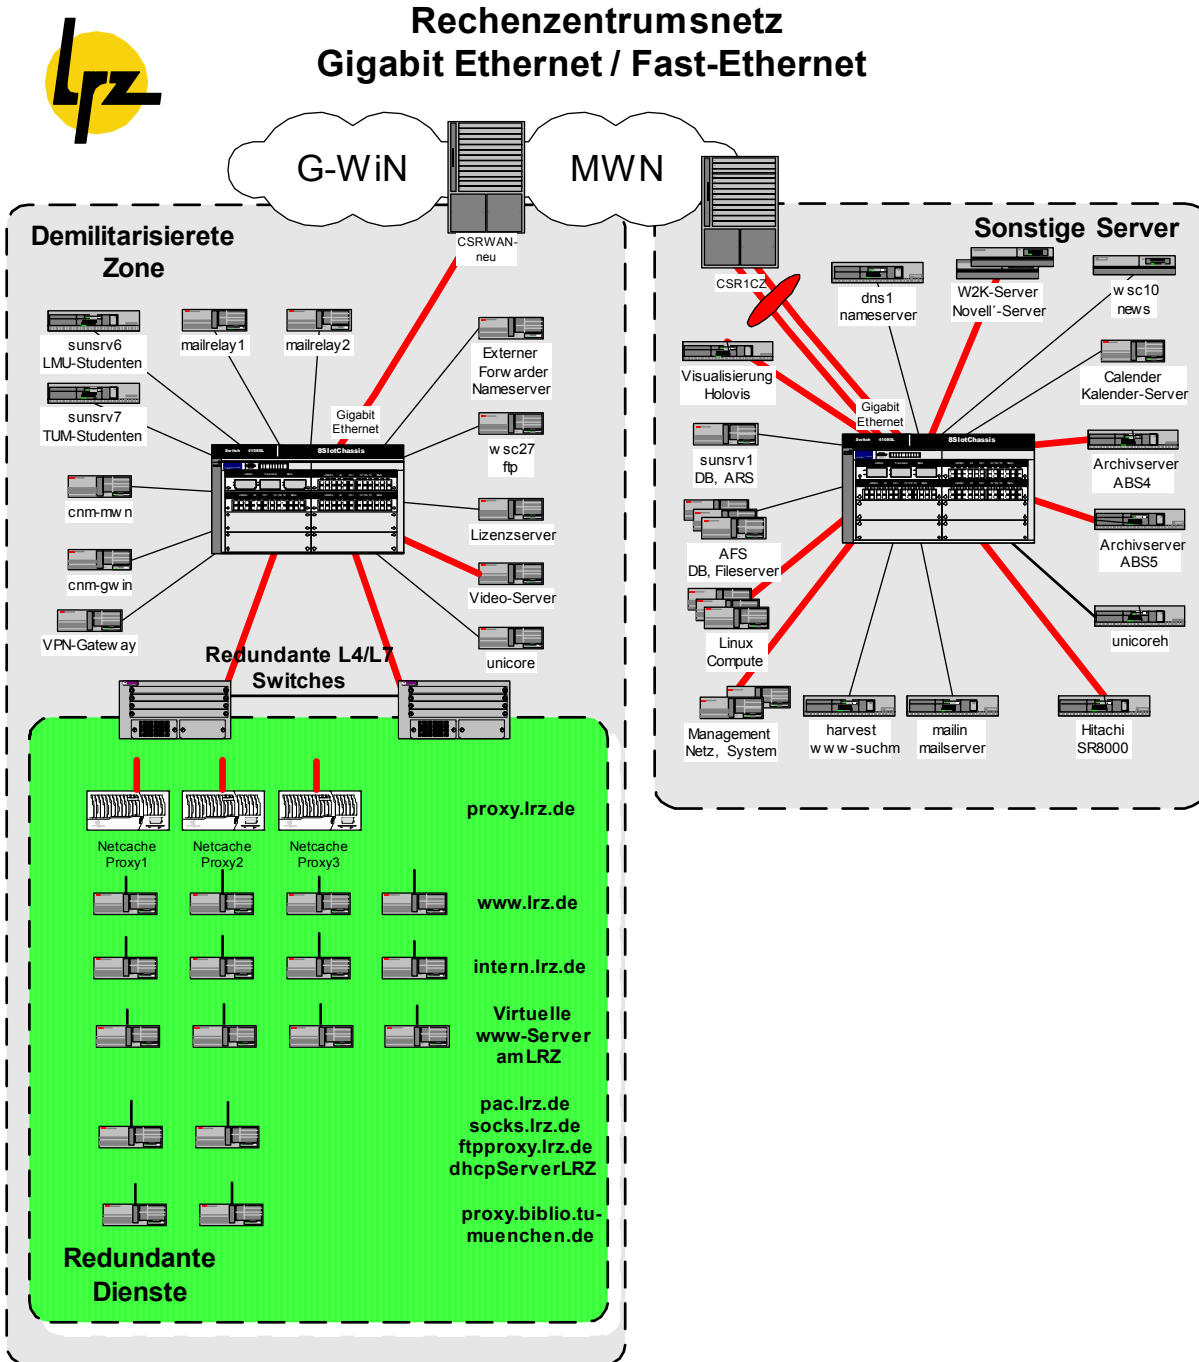 Rechenzentrumsnetz
Gigabit Ethernet / Fast-Ethernet
lrz
G-WiN
MWN
CSRWAN-
neu
CSR1CZ
Demilitarisierete
Zone
sunsrv6
LMU-Studenten
mailrelay1
mailrelay2
Externer
Forwarder
Nameserver
sunsrv7
TUM-Studenten
Gigabit
Ethernet
wsc27
ftp
Switch 4108GL
8SlotChassis
cnm-mwn
Lizenzserver
cnm-gwin
Video-Server
VPN-Gateway
unicore
Redundante L4/L7
Switches
Netcache
Proxy1
Netcache
Proxy2
Netcache
Proxy3
proxy.lrz.de
www.lrz.de
intern.lrz.de
Virtuelle
www-Server
am LRZ
pac.lrz.de
socks.lrz.de
ftpproxy.lrz.de
dhcpServerLRZ
proxy.biblio.tu-
muenchen.de
Redundante
Dienste
Sonstige Server
dns1
nameserver
W2K-Server
Novell´-Server
wsc10
news
Visualisierung
Holovis
Calender
Kalender-Server
Gigabit
Ethernet
Switch 4108GL
8SlotChassis
sunsrv1
DB, ARS
Archivserver
ABS4
AFS
DB, Fileserver
Archivserver
ABS5
Linux
Compute
unicoreh
Management
Netz, System
harvest
www-suchm
mailin
mailserver
Hitachi
SR8000